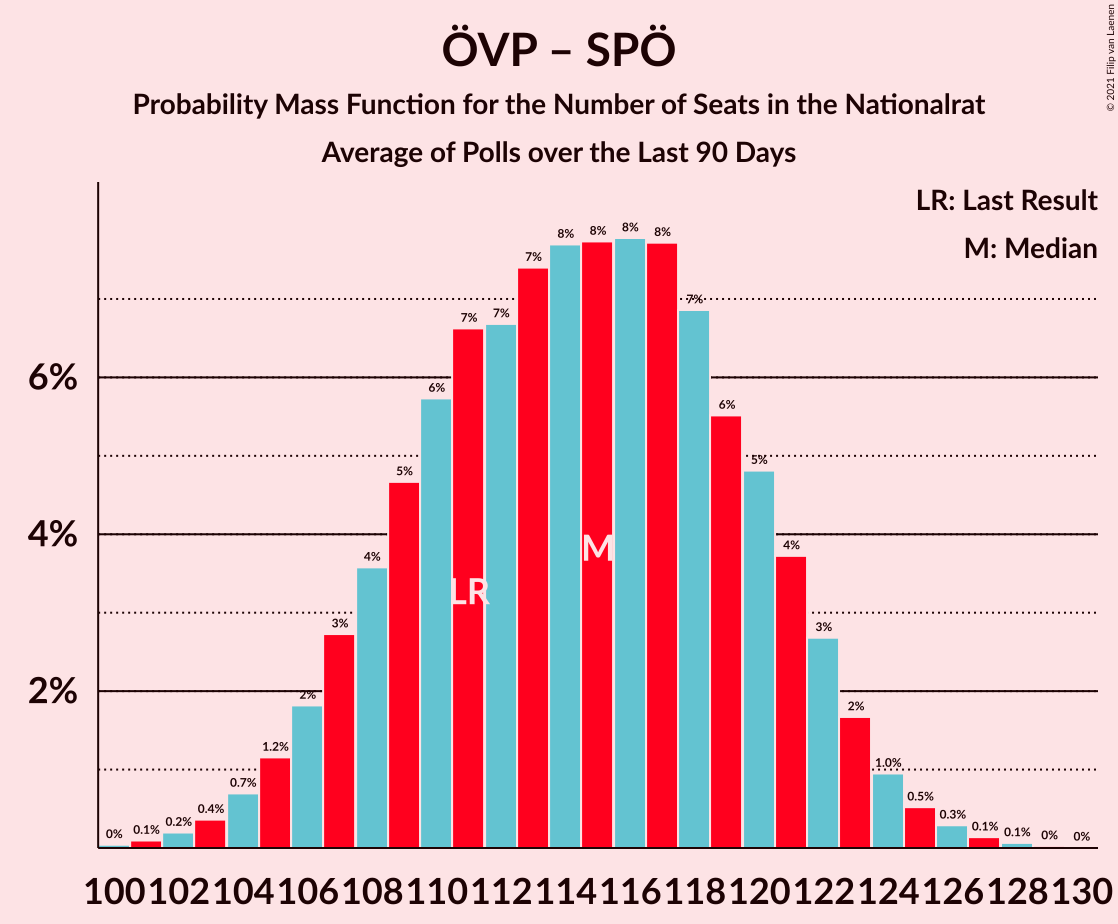 ÖVP – SPÖ
Probability Mass Function for the Number of Seats in the Nationalrat
Average of Polls over the Last 90 Days
© 2021 Filip van Laenen
LR: Last Result
M: Median
6%
4%
2%
0% 0.1% 0.2% 0.4% 0.7% 1.2% 2% 3% 4% 5% 6% 7% 7% 7% 8% 8% 8% 8% 7% 6% 5% 4% 3% 2% 1.0% 0.5% 0.3% 0.1% 0.1% 0% 0%
LR
M
100 102 104 106 108 110 112 114 116 118 120 122 124 126 128 130